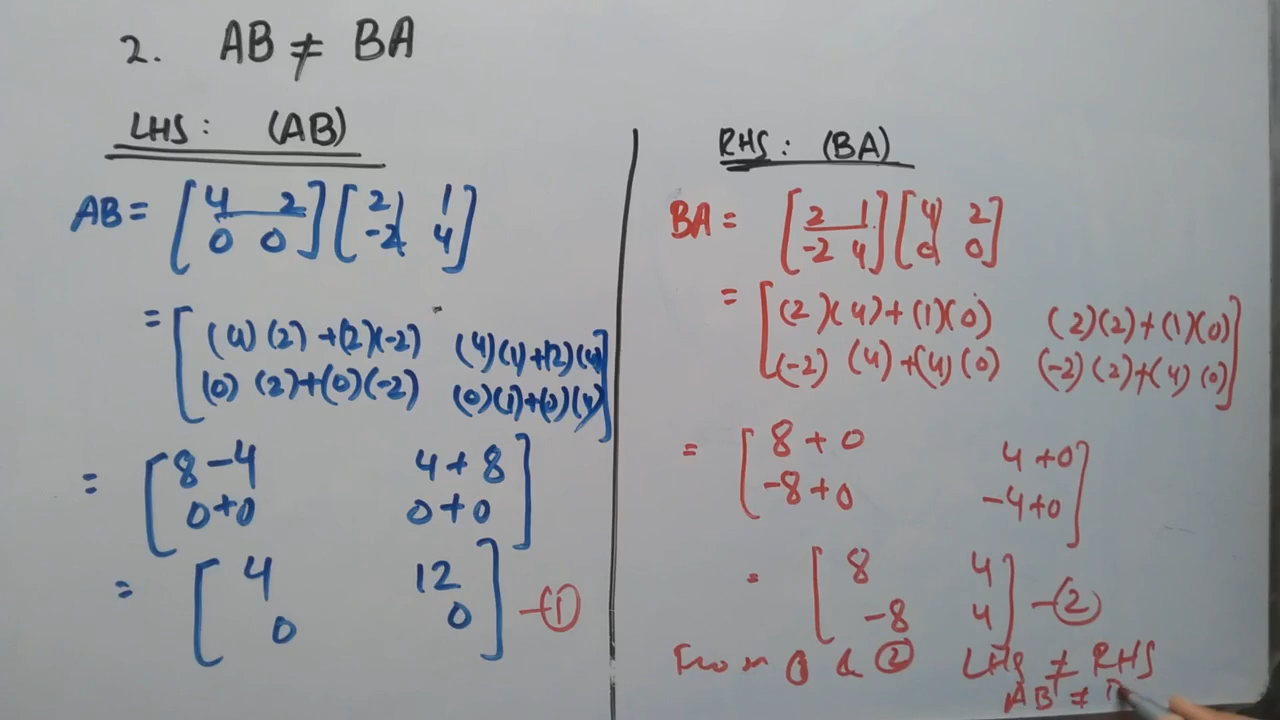 2. AB ≠ BA
LHS: (AB)
AB = [ 4 2 ] [ 2 1 ]
[ 0 0 ] [ -2 4 ]
= [ (4)(2)+(2)(-2) (4)(1)+(2)(4) ]
[ (0)(2)+(0)(-2) (0)(1)+(0)(4) ]
= [ 8-4 4+8 ]
[ 0+0 0+0 ]
= [ 4 12 ]
[ 0 0 ] -①
RHS: (BA)
BA = [ 2 1 ] [ 4 2 ]
[ -2 4 ] [ 0 0 ]
= [ (2)(4)+(1)(0) (2)(2)+(1)(0) ]
[ (-2)(4)+(4)(0) (-2)(2)+(4)(0) ]
= [ 8+0 4+0 ]
[ -8+0 -4+0 ]
= [ 8 4 ]
[ -8 4 ] -②
From ① & ② LHS ≠ RHS
AB ≠